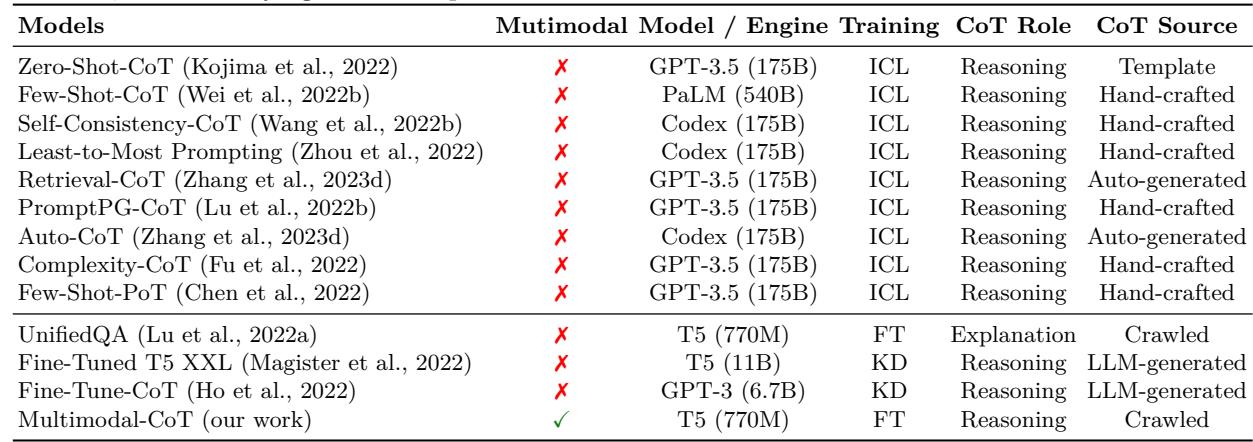 Models Mutimodal Model / Engine Training CoT Role CoT Source
Zero-Shot-CoT (Kojima et al., 2022) ✗ GPT-3.5 (175B) ICL Reasoning Template
Few-Shot-CoT (Wei et al., 2022b) ✗ PaLM (540B) ICL Reasoning Hand-crafted
Self-Consistency-CoT (Wang et al., 2022b) ✗ Codex (175B) ICL Reasoning Hand-crafted
Least-to-Most Prompting (Zhou et al., 2022) ✗ Codex (175B) ICL Reasoning Hand-crafted
Retrieval-CoT (Zhang et al., 2023d) ✗ GPT-3.5 (175B) ICL Reasoning Auto-generated
PromptPG-CoT (Lu et al., 2022b) ✗ GPT-3.5 (175B) ICL Reasoning Hand-crafted
Auto-CoT (Zhang et al., 2023d) ✗ Codex (175B) ICL Reasoning Auto-generated
Complexity-CoT (Fu et al., 2022) ✗ GPT-3.5 (175B) ICL Reasoning Hand-crafted
Few-Shot-PoT (Chen et al., 2022) ✗ GPT-3.5 (175B) ICL Reasoning Hand-crafted
UnifiedQA (Lu et al., 2022a) ✗ T5 (770M) FT Explanation Crawled
Fine-Tuned T5 XXL (Magister et al., 2022) ✗ T5 (11B) KD Reasoning LLM-generated
Fine-Tune-CoT (Ho et al., 2022) ✗ GPT-3 (6.7B) KD Reasoning LLM-generated
Multimodal-CoT (our work) ✓ T5 (770M) FT Reasoning Crawled